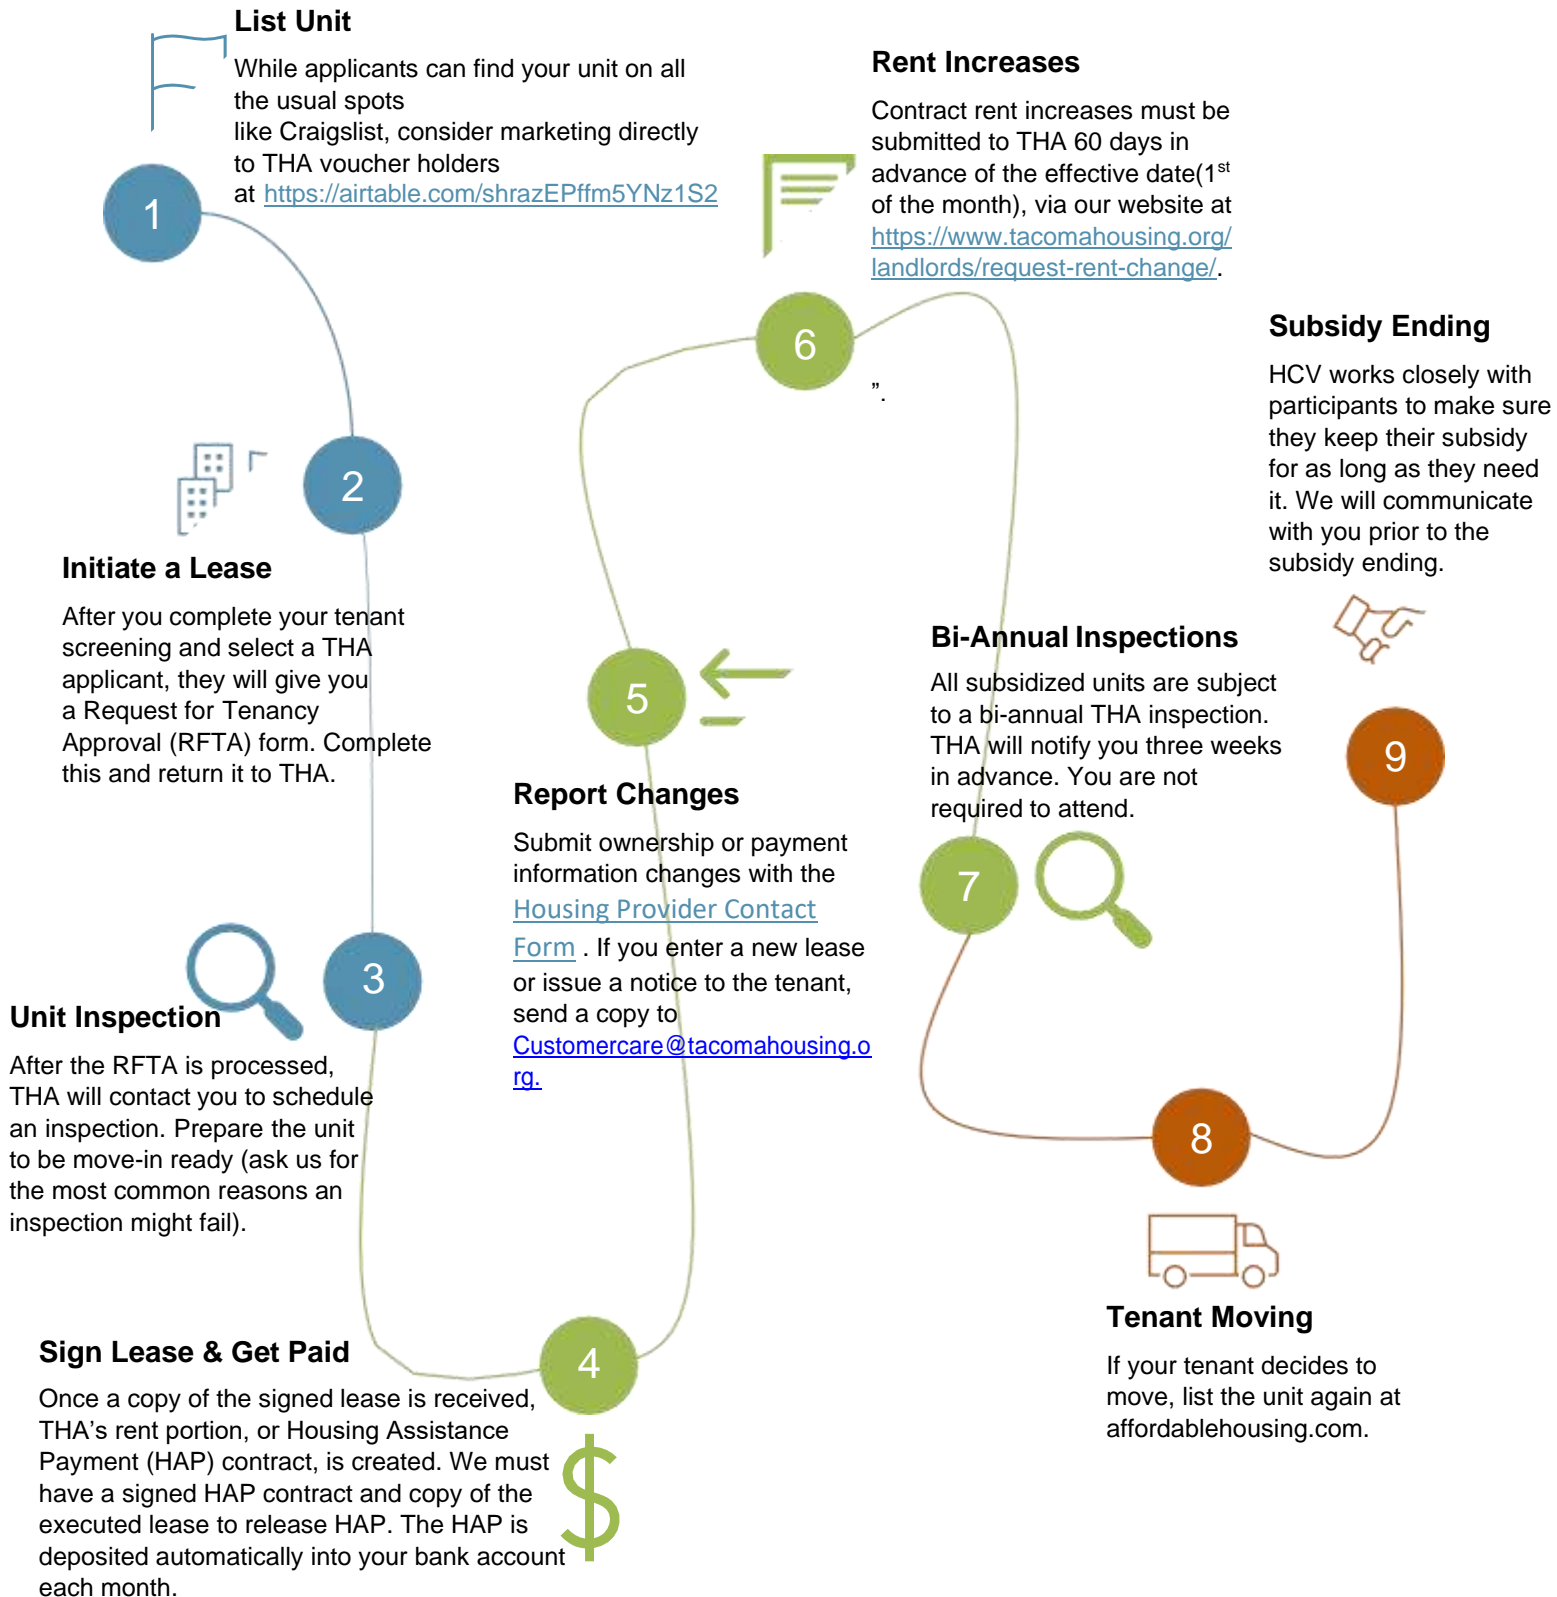 List Unit
While applicants can find your unit on all
the usual spots
like Craigslist, consider marketing directly
to THA voucher holders
at https://airtable.com/shrazEPffm5YNz1S2
1
2
Initiate a Lease
After you complete your tenant
screening and select a THA
applicant, they will give you
a Request for Tenancy
Approval (RFTA) form. Complete
this and return it to THA.
3
Unit Inspection
After the RFTA is processed,
THA will contact you to schedule
an inspection. Prepare the unit
to be move-in ready (ask us for
the most common reasons an
inspection might fail).
4
Sign Lease & Get Paid
Once a copy of the signed lease is received,
THA’s rent portion, or Housing Assistance
Payment (HAP) contract, is created. We must
have a signed HAP contract and copy of the
executed lease to release HAP. The HAP is
deposited automatically into your bank account
each month.
5
Report Changes
Submit ownership or payment
information changes with the
Housing Provider Contact
Form . If you enter a new lease
or issue a notice to the tenant,
send a copy to
Customercare@tacomahousing.o
rg.
Rent Increases
Contract rent increases must be
submitted to THA 60 days in
advance of the effective date(1st
of the month), via our website at
https://www.tacomahousing.org/
landlords/request-rent-change/.
6
”.
Bi-Annual Inspections
All subsidized units are subject
to a bi-annual THA inspection.
THA will notify you three weeks
in advance. You are not
required to attend.
7
8
Tenant Moving
If your tenant decides to
move, list the unit again at
affordablehousing.com.
Subsidy Ending
HCV works closely with
participants to make sure
they keep their subsidy
for as long as they need
it. We will communicate
with you prior to the
subsidy ending.
9